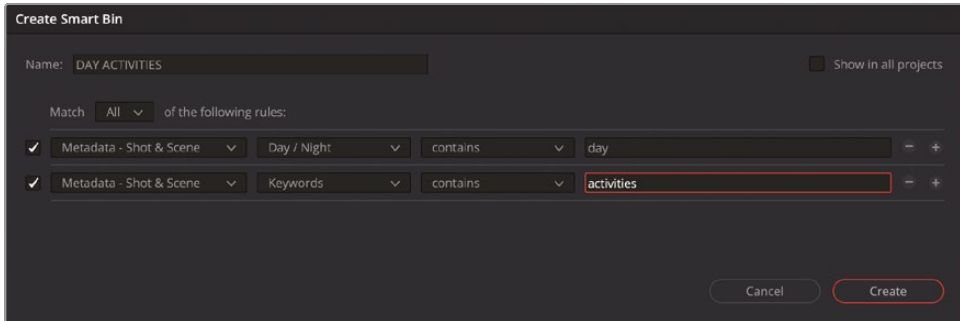 Create Smart Bin
Name: DAY ACTIVITIES Show in all projects
Match All of the following rules:
Metadata - Shot & Scene Day / Night contains day
Metadata - Shot & Scene Keywords contains activities
Cancel Create